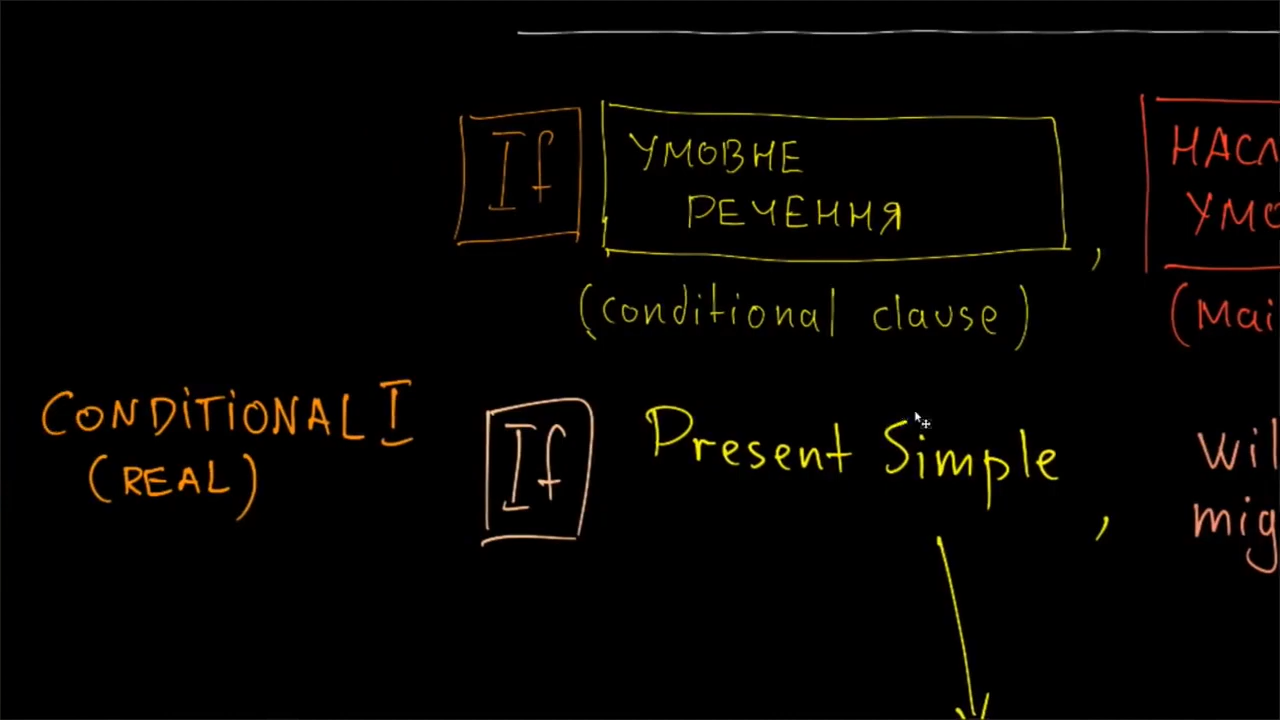 If УМОВНЕ
РЕЧЕННЯ ,
(conditional clause)
CONDITIONAL I
(REAL)
If Present Simple ,